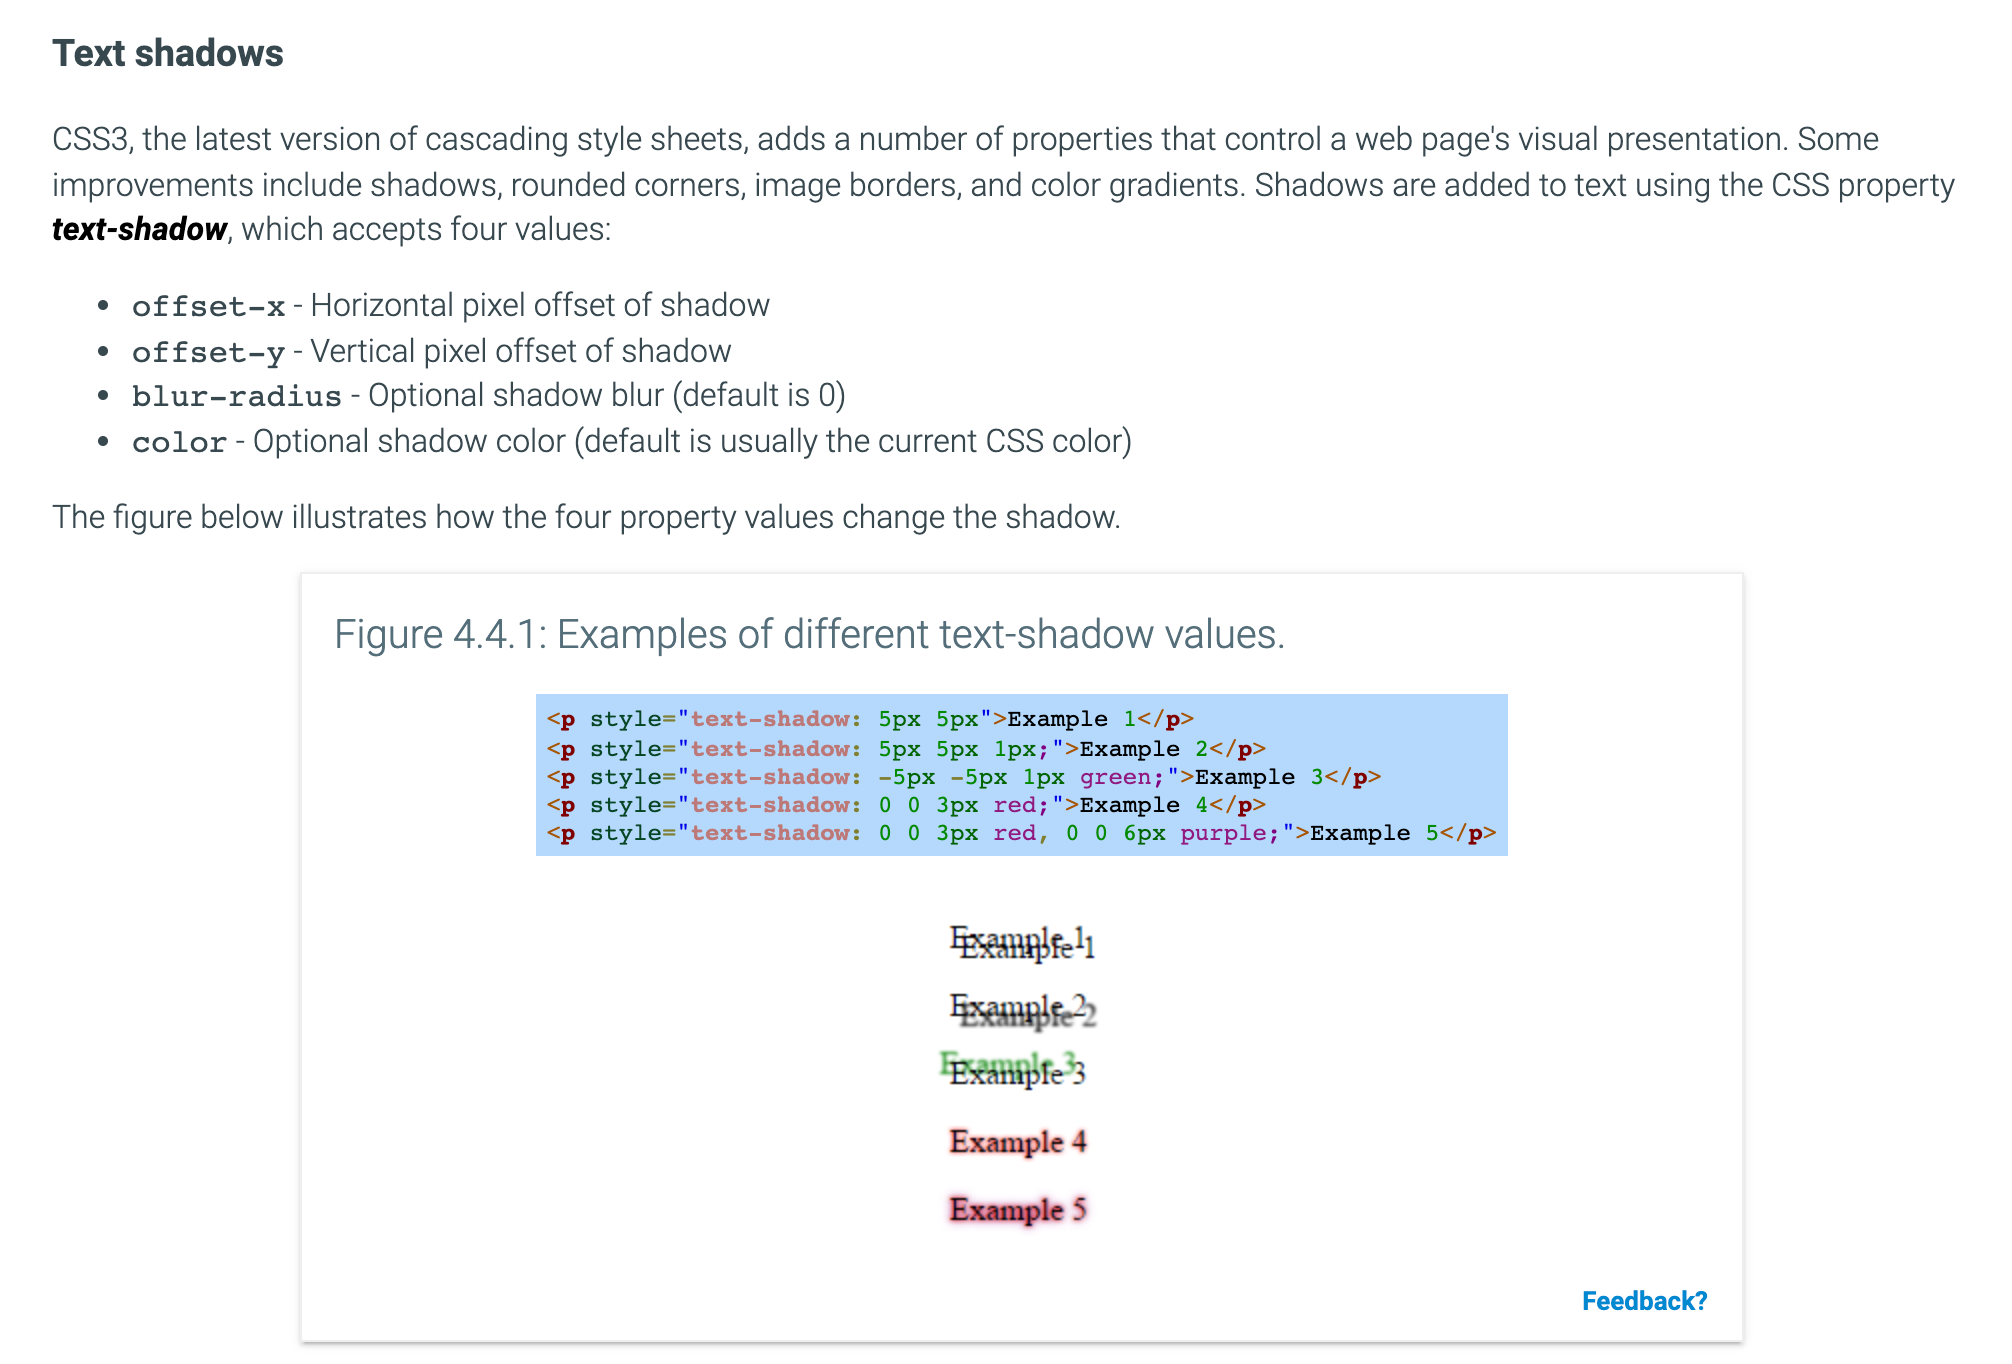 Text shadows
CSS3, the latest version of cascading style sheets, adds a number of properties that control a web page's visual presentation. Some
improvements include shadows, rounded corners, image borders, and color gradients. Shadows are added to text using the CSS property
text-shadow, which accepts four values:
• offset-x - Horizontal pixel offset of shadow
• offset-y - Vertical pixel offset of shadow
• blur-radius - Optional shadow blur (default is 0)
• color - Optional shadow color (default is usually the current CSS color)
The figure below illustrates how the four property values change the shadow.
Figure 4.4.1: Examples of different text-shadow values.
<p style="text-shadow: 5px 5px">Example 1</p>
<p style="text-shadow: 5px 5px 1px;">Example 2</p>
<p style="text-shadow: -5px -5px 1px green;">Example 3</p>
<p style="text-shadow: 0 0 3px red;">Example 4</p>
<p style="text-shadow: 0 0 3px red, 0 0 6px purple;">Example 5</p>
Example 1
Example 2
Example 3
Example 4
Example 5
Feedback?